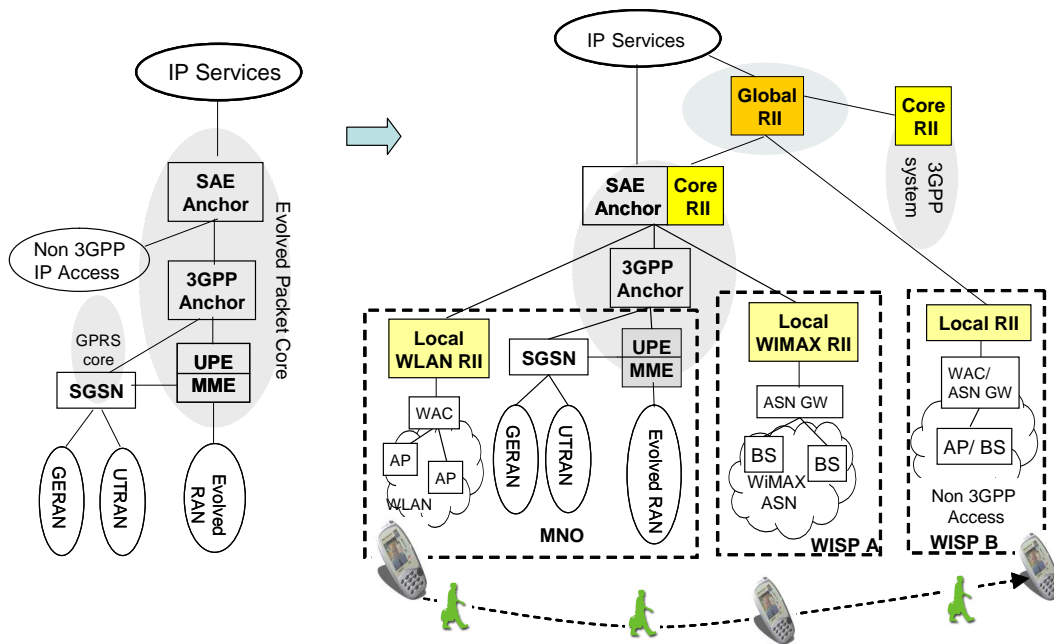 IP Services
SAE
Anchor
Non 3GPP
IP Access
3GPP
Anchor
Evolved Packet Core
GPRS
core
UPE
MME
SGSN
GERAN
UTRAN
Evolved
RAN
IP Services
Global
RII
Core
RII
3GPP
system
SAE
Anchor
Core
RII
3GPP
Anchor
Local
WLAN RII
SGSN
UPE
MME
WAC
AP
AP
WLAN
GERAN
UTRAN
Evolved RAN
MNO
Local
WIMAX RII
ASN GW
BS
BS
WiMAX
ASN
WISP A
Local RII
WAC/
ASN GW
AP/ BS
Non 3GPP
Access
WISP B